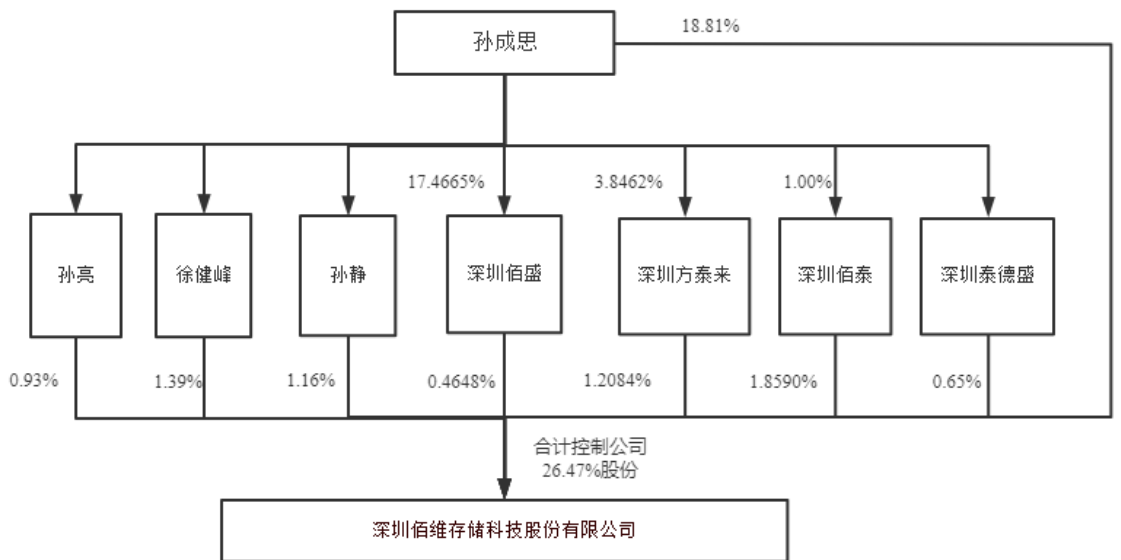 孙成思
18.81%
17.4665%
3.8462%
1.00%
孙亮
徐健峰
孙静
深圳佰盛
深圳方泰来
深圳佰泰
深圳泰德盛
0.93%
1.39%
1.16%
0.4648%
1.2084%
1.8590%
0.65%
合计控制公司
26.47%股份
深圳佰维存储科技股份有限公司